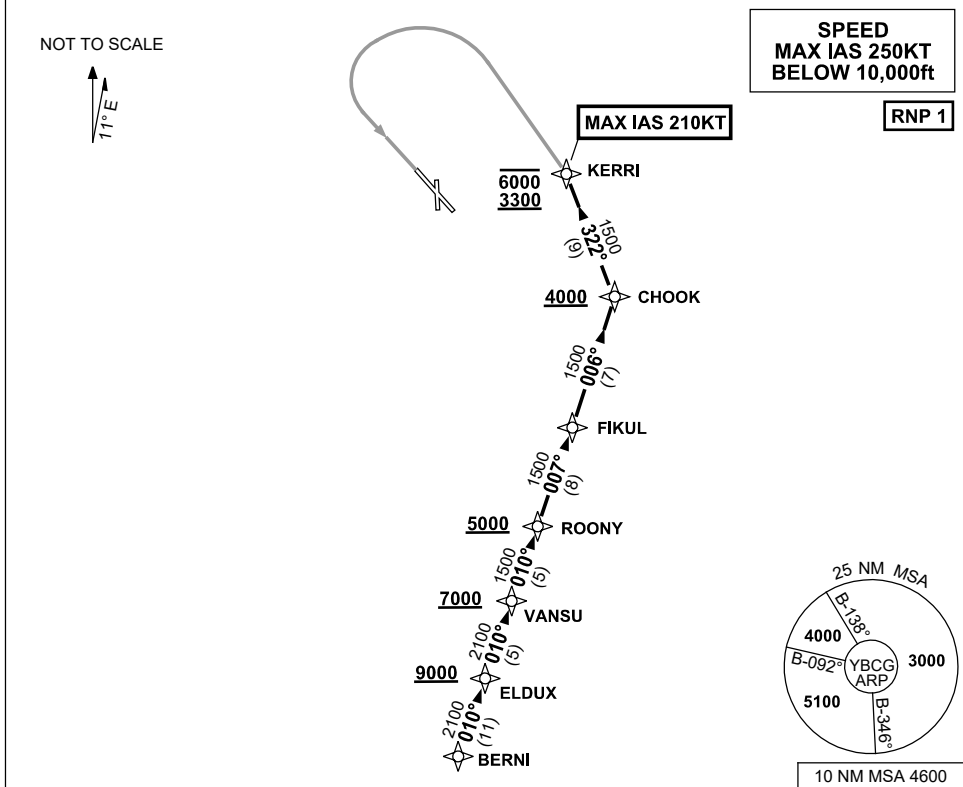 NOT TO SCALE
11° E
SPEED
MAX IAS 250KT
BELOW 10,000ft
RNP 1
MAX IAS 210KT
KERRI
6000
3300
1500
322°
(9)
4000
CHOOK
1500
006°
(7)
FIKUL
1500
007°
(8)
5000
ROONY
1500
010°
(5)
7000
VANSU
2100
010°
(5)
9000
ELDUX
2100
010°
(11)
BERNI
25 NM MSA
B-138°
4000
B-092°
YBCG
ARP
3000
5100
B-346°
10 NM MSA 4600